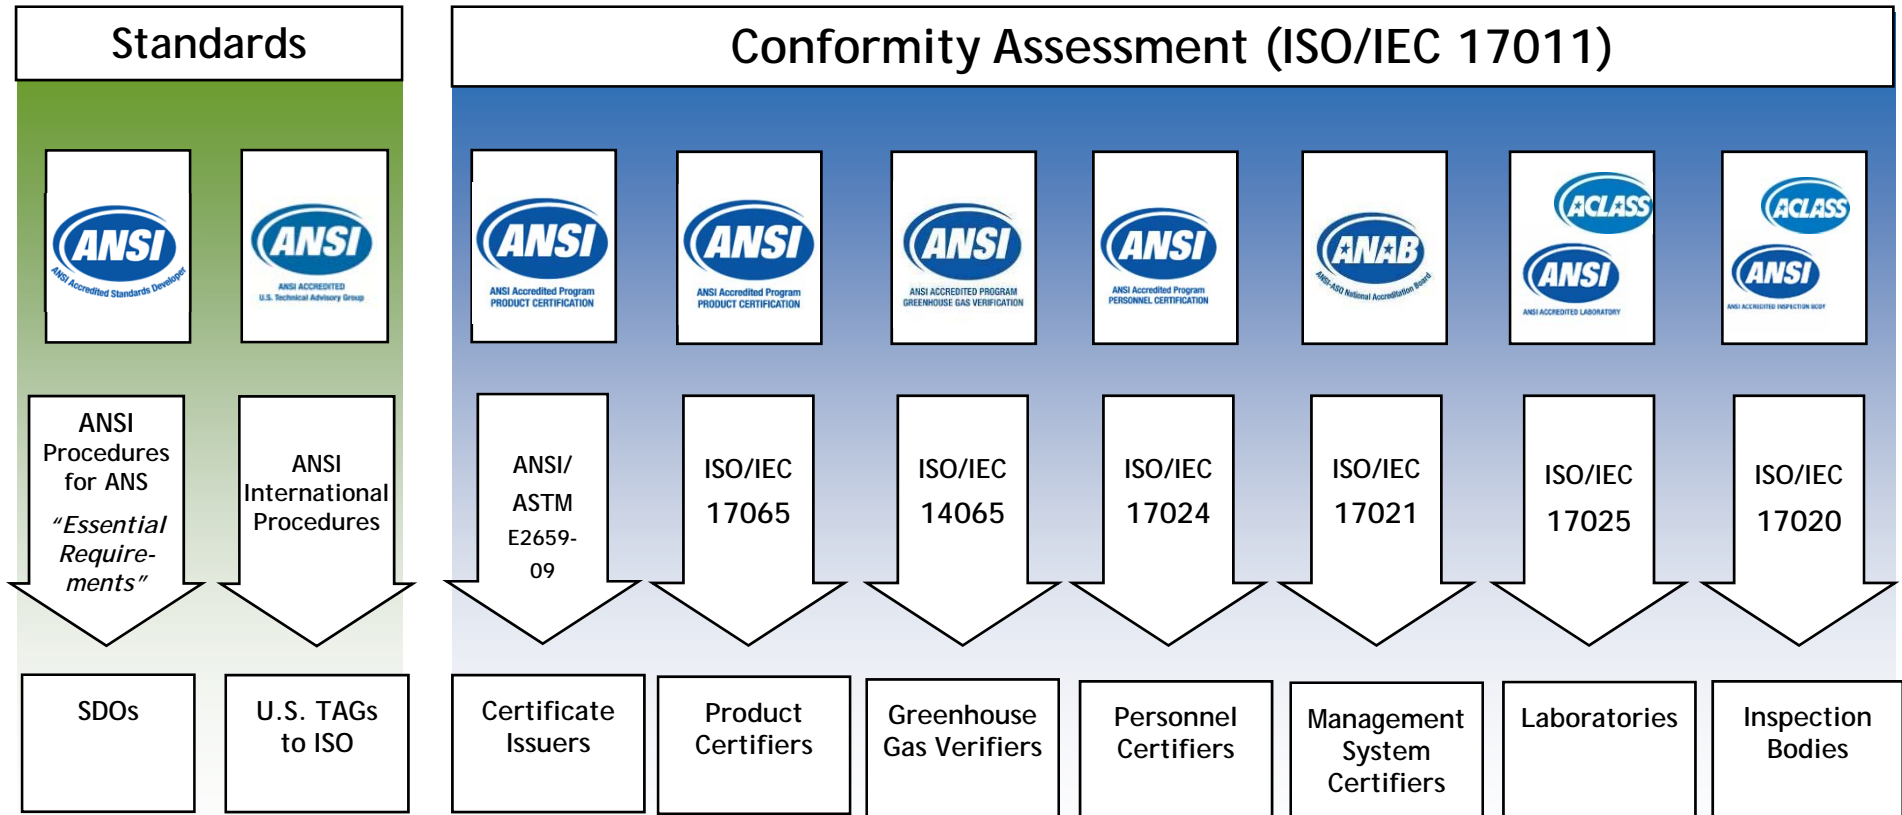 Standards
Conformity Assessment (ISO/IEC 17011)
ANSI
ANSI Accredited Standards Developer
ANSI
ANSI ACCREDITED
U.S. Technical Advisory Group
ANSI
ANSI Accredited Program
PRODUCT CERTIFICATION
ANSI
ANSI Accredited Program
PRODUCT CERTIFICATION
ANSI
ANSI ACCREDITED PROGRAM
GREENHOUSE GAS VERIFICATION
ANSI
ANSI Accredited Program
PERSONNEL CERTIFICATION
ANAB
ANSI-ASQ National Accreditation Board
ACLASS
ANSI
ANSI ACCREDITED LABORATORY
ACLASS
ANSI
ANSI ACCREDITED INSPECTION BODY
ANSI
Procedures
for ANS
“Essential
Require-
ments”
ANSI
International
Procedures
ANSI/
ASTM
E2659-
09
ISO/IEC
17065
ISO/IEC
14065
ISO/IEC
17024
ISO/IEC
17021
ISO/IEC
17025
ISO/IEC
17020
SDOs
U.S. TAGs
to ISO
Certificate
Issuers
Product
Certifiers
Greenhouse
Gas Verifiers
Personnel
Certifiers
Management
System
Certifiers
Laboratories
Inspection
Bodies